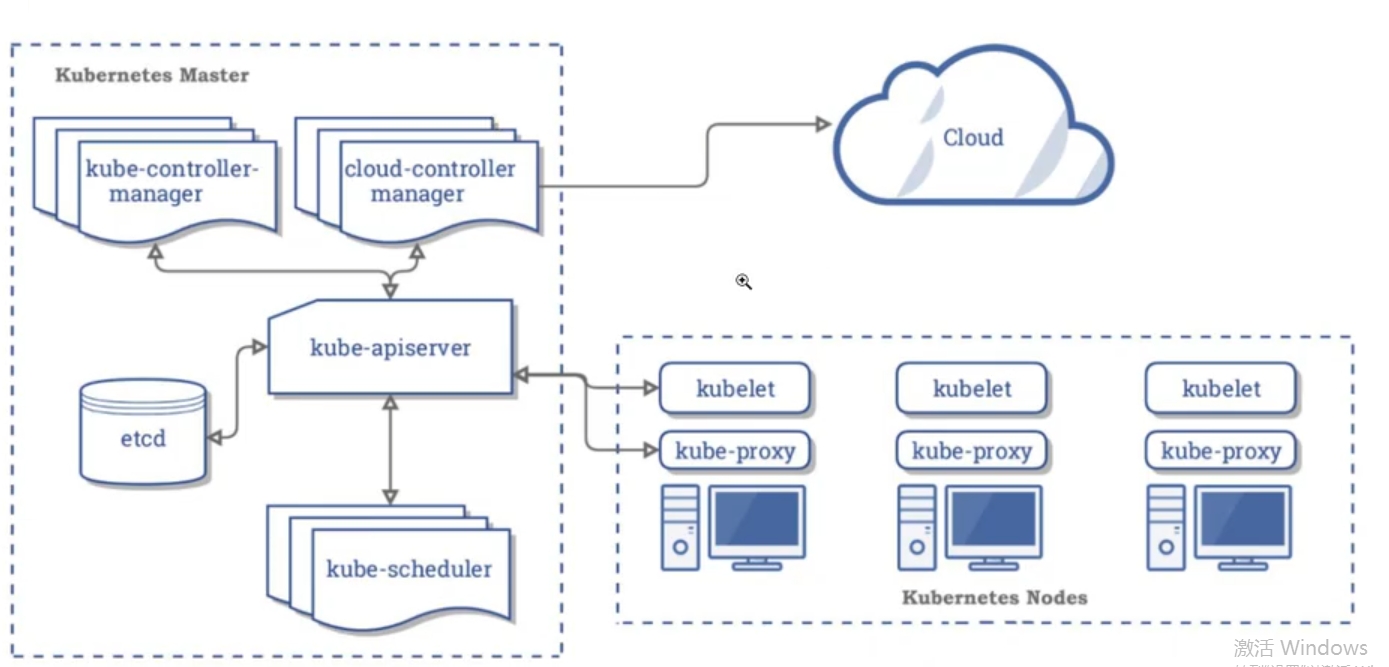 Kubernetes Master
kube-controller-
manager
cloud-controller
manager
Cloud
kube-apiserver
etcd
kube-scheduler
kubelet
kubelet
kubelet
kube-proxy
kube-proxy
kube-proxy
Kubernetes Nodes
激活 Windows